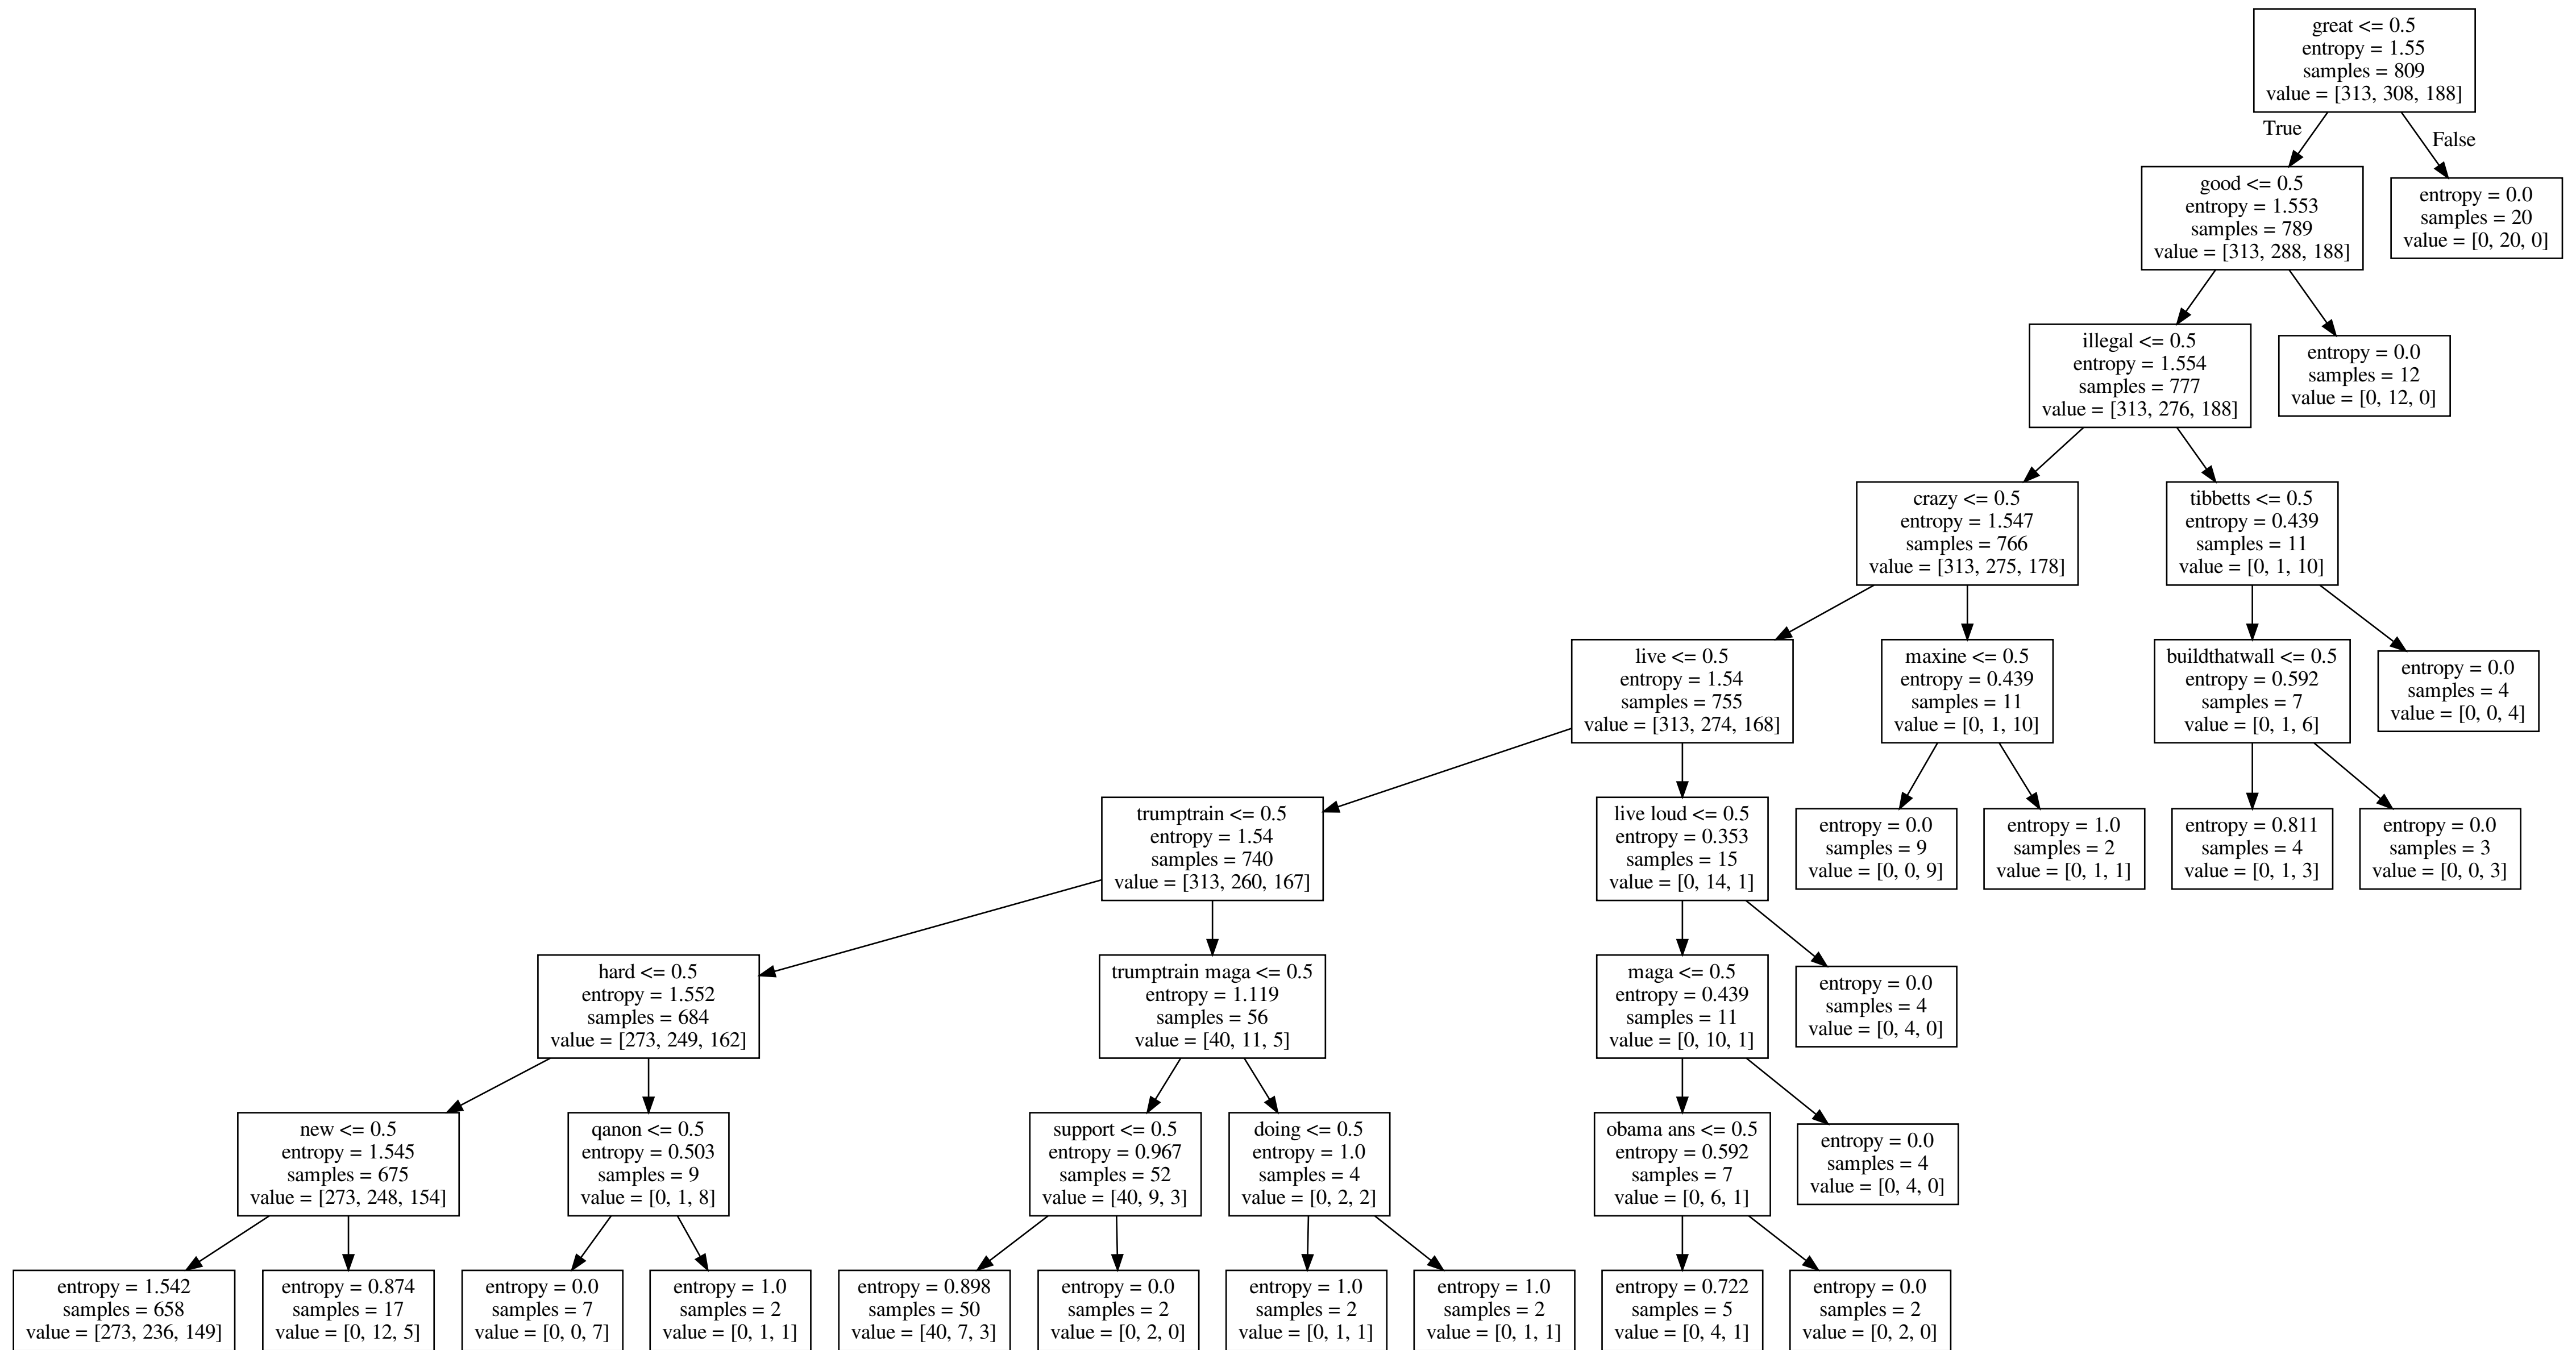 great <= 0.5
entropy = 1.55
samples = 809
value = [313, 308, 188]
True
False
good <= 0.5
entropy = 1.553
samples = 789
value = [313, 288, 188]
entropy = 0.0
samples = 20
value = [0, 20, 0]
illegal <= 0.5
entropy = 1.554
samples = 777
value = [313, 276, 188]
entropy = 0.0
samples = 12
value = [0, 12, 0]
crazy <= 0.5
entropy = 1.547
samples = 766
value = [313, 275, 178]
tibbetts <= 0.5
entropy = 0.439
samples = 11
value = [0, 1, 10]
live <= 0.5
entropy = 1.54
samples = 755
value = [313, 274, 168]
maxine <= 0.5
entropy = 0.439
samples = 11
value = [0, 1, 10]
buildthatwall <= 0.5
entropy = 0.592
samples = 7
value = [0, 1, 6]
entropy = 0.0
samples = 4
value = [0, 0, 4]
trumptrain <= 0.5
entropy = 1.54
samples = 740
value = [313, 260, 167]
live loud <= 0.5
entropy = 0.353
samples = 15
value = [0, 14, 1]
entropy = 0.0
samples = 9
value = [0, 0, 9]
entropy = 1.0
samples = 2
value = [0, 1, 1]
entropy = 0.811
samples = 4
value = [0, 1, 3]
entropy = 0.0
samples = 3
value = [0, 0, 3]
hard <= 0.5
entropy = 1.552
samples = 684
value = [273, 249, 162]
trumptrain maga <= 0.5
entropy = 1.119
samples = 56
value = [40, 11, 5]
maga <= 0.5
entropy = 0.439
samples = 11
value = [0, 10, 1]
entropy = 0.0
samples = 4
value = [0, 4, 0]
new <= 0.5
entropy = 1.545
samples = 675
value = [273, 248, 154]
qanon <= 0.5
entropy = 0.503
samples = 9
value = [0, 1, 8]
support <= 0.5
entropy = 0.967
samples = 52
value = [40, 9, 3]
doing <= 0.5
entropy = 1.0
samples = 4
value = [0, 2, 2]
obama ans <= 0.5
entropy = 0.592
samples = 7
value = [0, 6, 1]
entropy = 0.0
samples = 4
value = [0, 4, 0]
entropy = 1.542
samples = 658
value = [273, 236, 149]
entropy = 0.874
samples = 17
value = [0, 12, 5]
entropy = 0.0
samples = 7
value = [0, 0, 7]
entropy = 1.0
samples = 2
value = [0, 1, 1]
entropy = 0.898
samples = 50
value = [40, 7, 3]
entropy = 0.0
samples = 2
value = [0, 2, 0]
entropy = 1.0
samples = 2
value = [0, 1, 1]
entropy = 1.0
samples = 2
value = [0, 1, 1]
entropy = 0.722
samples = 5
value = [0, 4, 1]
entropy = 0.0
samples = 2
value = [0, 2, 0]